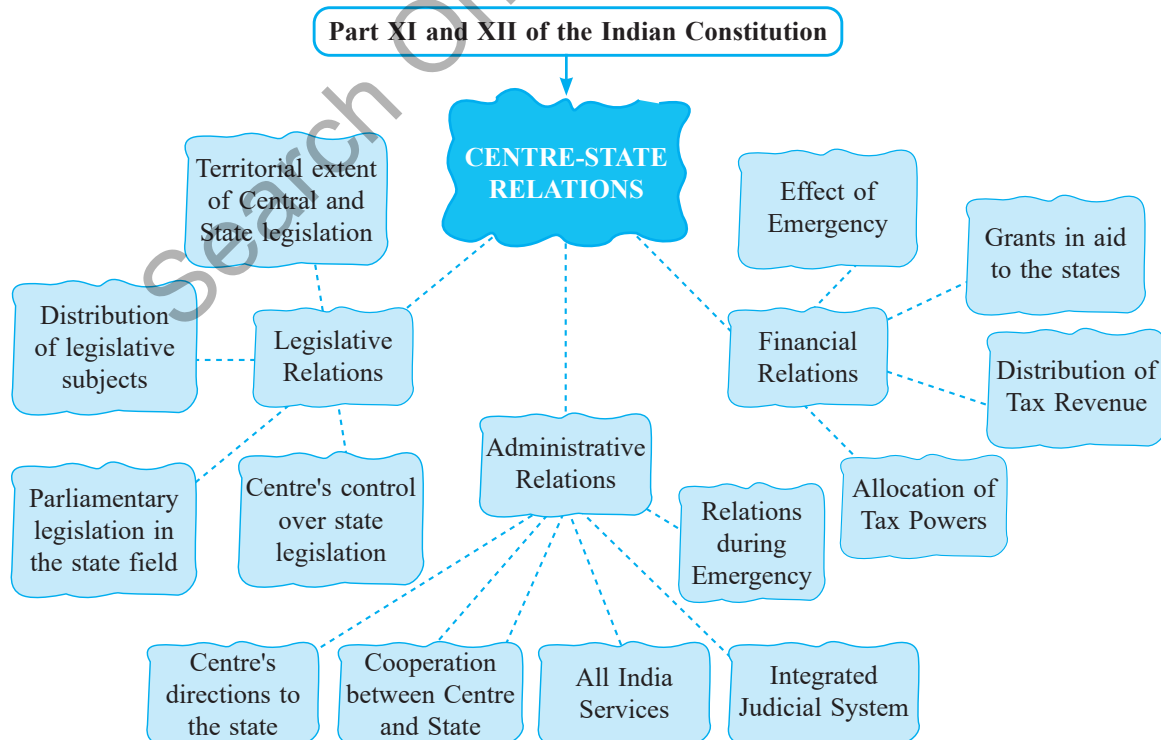 Part XI and XII of the Indian Constitution
CENTRE-STATE
RELATIONS
Territorial extent
of Central and
State legislation
Effect of
Emergency
Grants in aid
to the states
Distribution
of legislative
subjects
Legislative
Relations
Financial
Relations
Distribution of
Tax Revenue
Administrative
Relations
Parliamentary
legislation in
the state field
Centre's control
over state
legislation
Relations
during
Emergency
Allocation of
Tax Powers
Centre's
directions to
the state
Cooperation
between Centre
and State
All India
Services
Integrated
Judicial System
Search